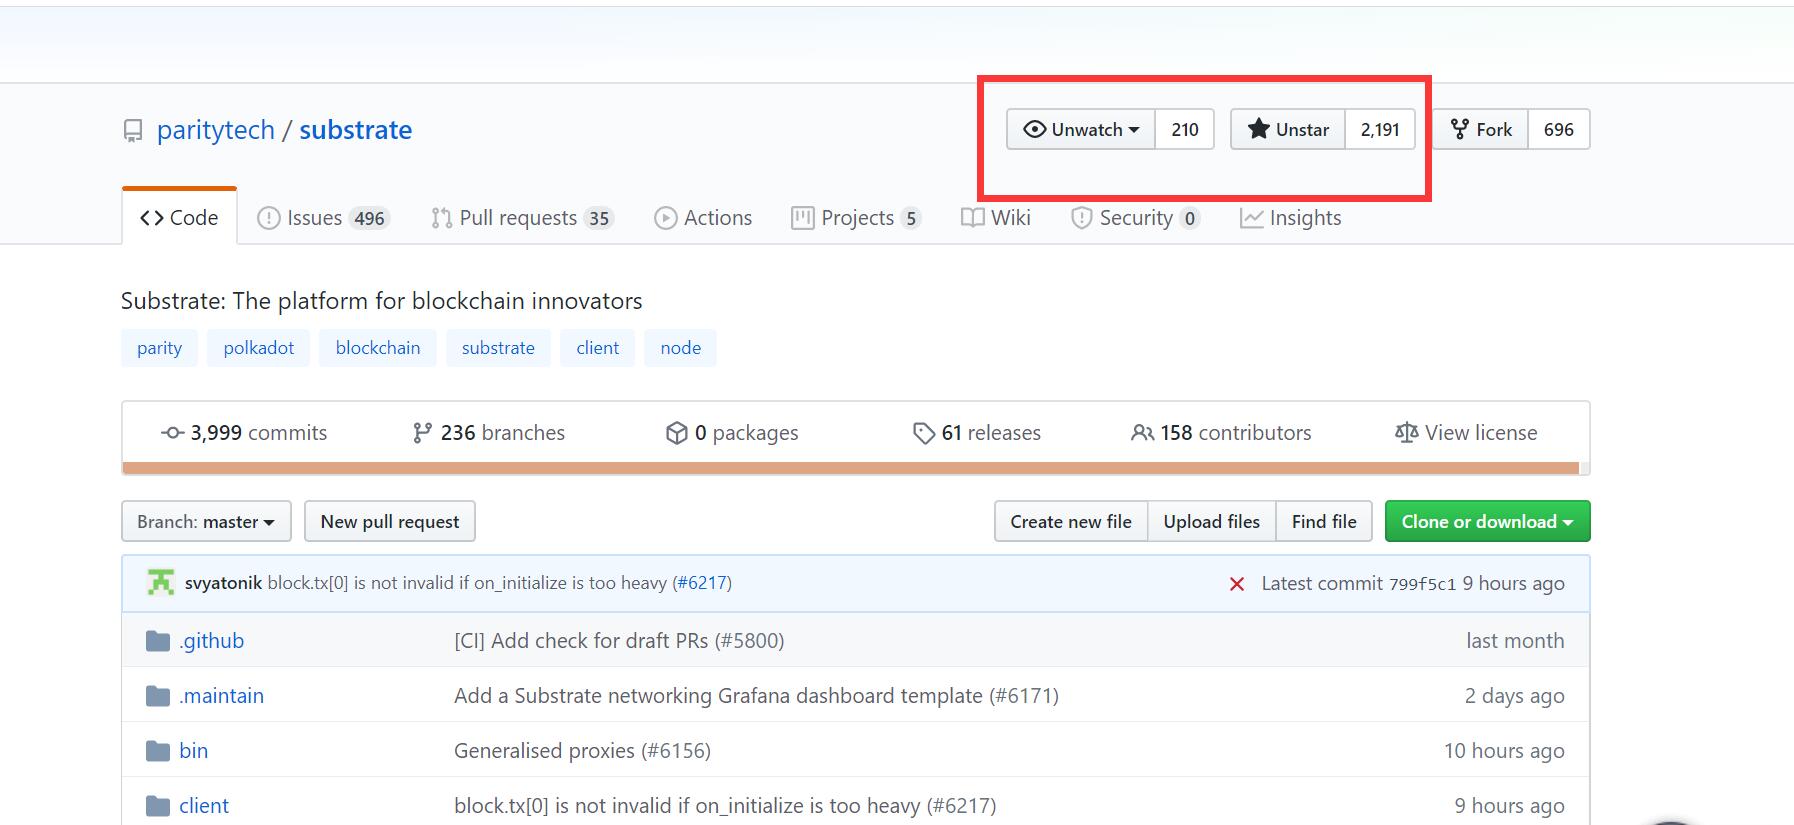 paritytech / substrate
Unwatch 210 Unstar 2,191 Fork 696
Code Issues 496 Pull requests 35 Actions Projects 5 Wiki Security 0 Insights
Substrate: The platform for blockchain innovators
parity polkadot blockchain substrate client node
3,999 commits 236 branches 0 packages 61 releases 158 contributors View license
Branch: master New pull request Create new file Upload files Find file Clone or download
svyatonik block.tx[0] is not invalid if on_initialize is too heavy (#6217) Latest commit 799f5c1 9 hours ago
.github [CI] Add check for draft PRs (#5800) last month
.maintain Add a Substrate networking Grafana dashboard template (#6171) 2 days ago
bin Generalised proxies (#6156) 10 hours ago
client block.tx[0] is not invalid if on_initialize is too heavy (#6217) 9 hours ago